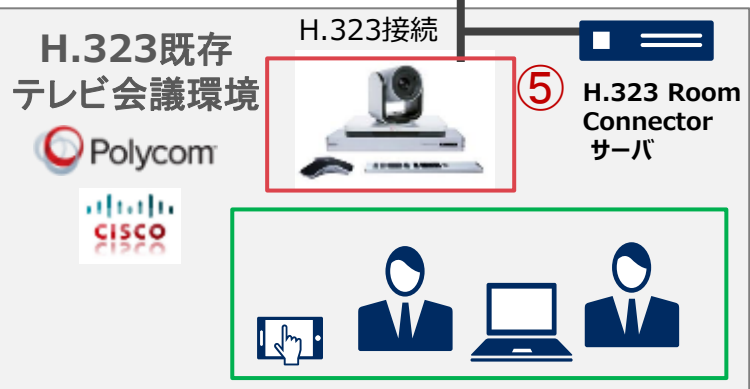 H.323既存
テレビ会議環境
H.323接続
⑤
H.323 Room
Connector
サーバ
Polycom
CISCO